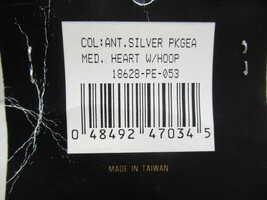 COL:ANT.SILVER PKGEA
MED. HEART W/HOOP
18628-PE-053
0 48492 47034 5
MADE IN TAIWAN